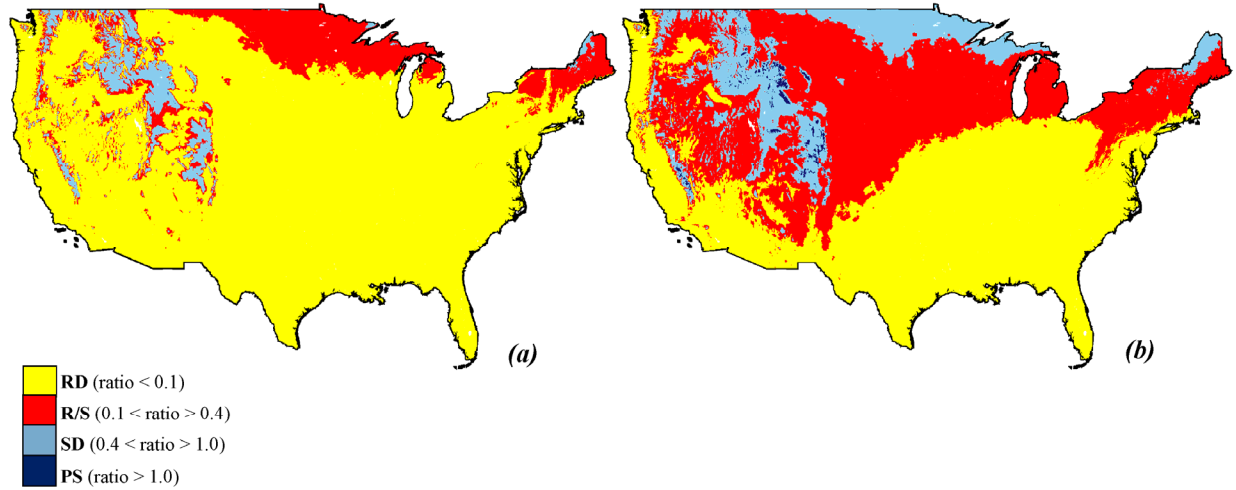 (a)
(b)
RD (ratio < 0.1)
R/S (0.1 < ratio > 0.4)
SD (0.4 < ratio > 1.0)
PS (ratio > 1.0)